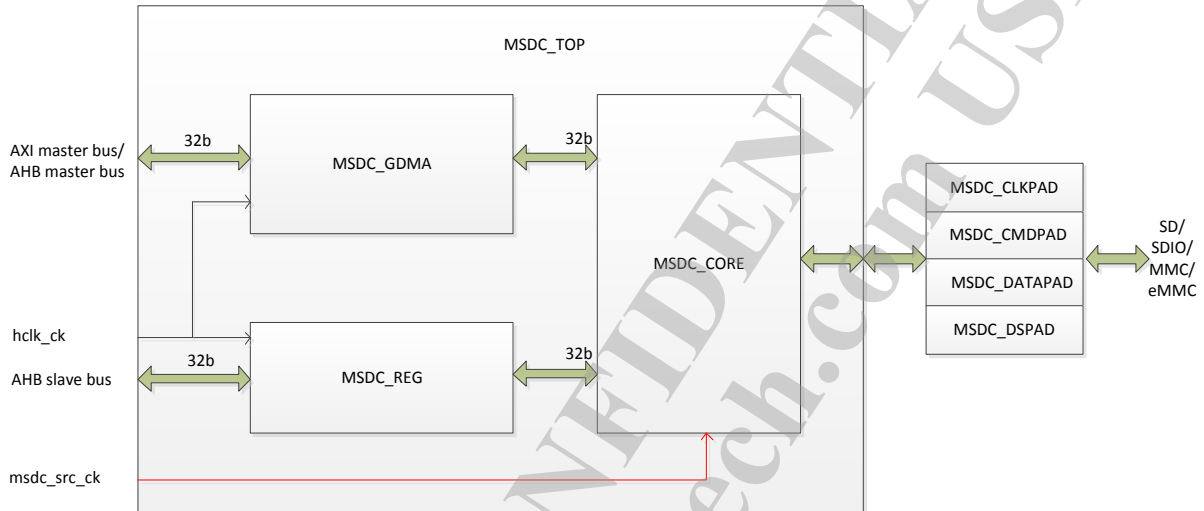 MSDC_TOP
AXI master bus/
AHB master bus
32b
MSDC_GDMA
32b
MSDC_CORE
MSDC_CLKPAD
MSDC_CMDPAD
MSDC_DATAPAD
MSDC_DSPAD
SD/
SDIO/
MMC/
eMMC
hclk_ck
AHB slave bus
32b
MSDC_REG
32b
msdc_src_ck